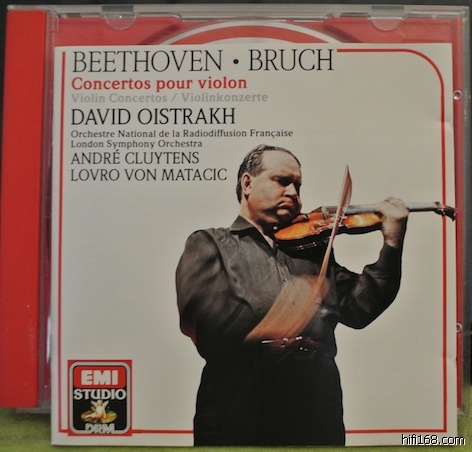 BEETHOVEN · BRUCH
Concertos pour violon
Violin Concertos / Violinkonzerte
DAVID OISTRAKH
Orchestre National de la Radiodiffusion Française
London Symphony Orchestra
ANDRÉ CLUYTENS
LOVRO VON MATACIC
EMI
STUDIO
DRM
hifi168.com